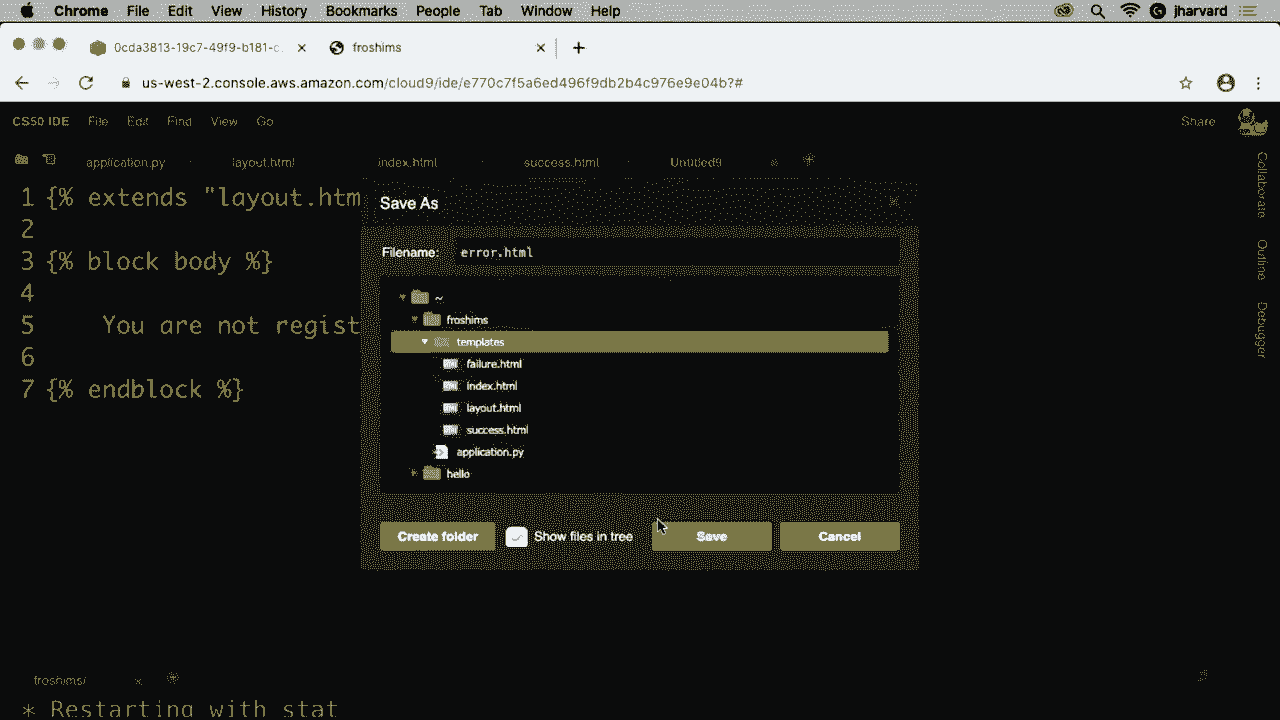 Chrome File Edit View History Bookmarks People Tab Window Help jharvard
0cda3813-19c7-49f9-b181-c froshims
us-west-2.console.aws.amazon.com/cloud9/ide/e770c7f5a6ed496f9db2b4c976e9e04b?#
CS50 IDE File Edit Find View Go Share
application.py layout.html index.html success.html Untitled9
1 {% extends "layout.htm
2
3 {% block body %}
4
5 You are not regist
6
7 {% endblock %}
Save As
Filename: error.html
~
froshims
templates
failure.html
index.html
layout.html
success.html
application.py
hello
Create folder Show files in tree Save Cancel
Collaborate
Outline
Debugger
froshims/
* Restarting with stat